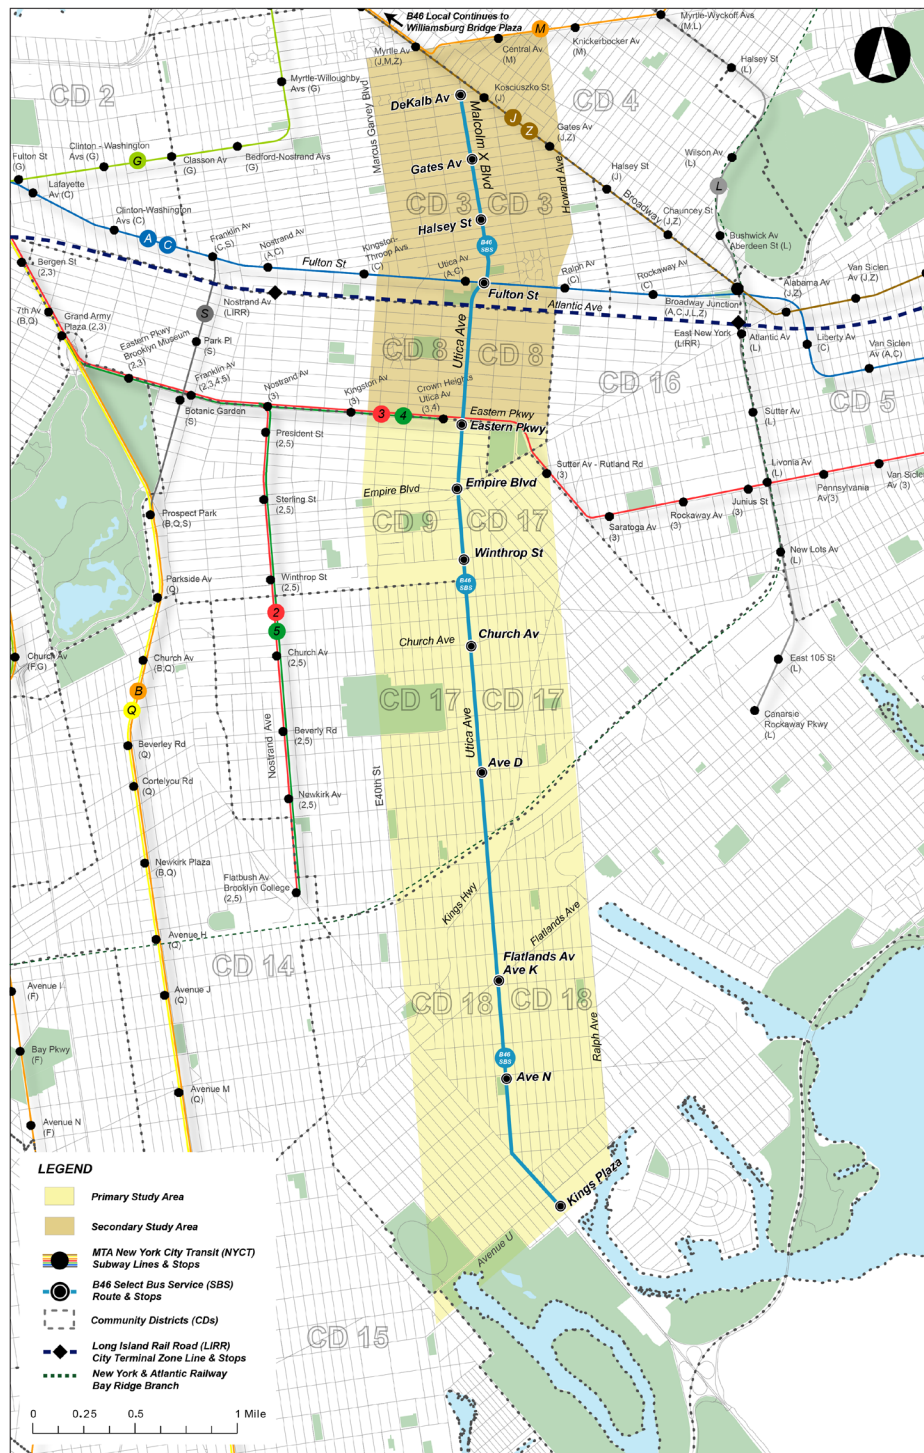 B46 Local Continues to
Williamsburg Bridge Plaza
M
Myrtle-Wyckoff Avs
(M,L)
Myrtle Av
(J,M,Z)
Central Av
(M)
Knickerbocker Av
(M)
Halsey St
(L)
Myrtle-Willoughby
Avs (G)
CD 2
Marcus Garvey Blvd
DeKalb Av
Kosciuszko St
(J)
CD 4
Malcolm X Blvd
J
Z
Gates Av
(J,Z)
Clinton - Washington
Avs (G)
G
Classon Av
(G)
Bedford-Nostrand Avs
(G)
Fulton St
(G)
Lafayette
Av (C)
Gates Av
Halsey St
(J)
Wilson Av
(L)
L
Howard Ave
Broadway
CD 3
CD 3
Clinton-Washington
Avs (C)
Halsey St
Chauncey St
(J,Z)
Bushwick Av
Aberdeen St (L)
A
C
Franklin Av
(C,S)
Nostrand Av
(A,C)
Kingston-
Throop Avs
(C)
B46
SBS
Bergen St
(2,3)
Fulton St
Utica Av
(A,C)
Ralph Av
(C)
Rockaway Av
(C)
Van Siclen
Av (J,Z)
Alabama Av
(J,Z)
Fulton St
Atlantic Ave
Broadway Junction
(A,C,J,L,Z)
7th Av
(B,Q)
Grand Army
Plaza (2,3)
S
Nostrand Av
(LIRR)
East New York
(LIRR)
Atlantic Av
(L)
Liberty Av
(C)
Van Siclen
Av (A,C)
Eastern Pkwy
Brooklyn Museum
(2,3)
Park Pl
(S)
Utica Ave
CD 8
CD 8
CD 16
CD 5
Franklin Av
(2,3,4,5)
Botanic Garden
(S)
Nostrand Av
(3)
Kingston Av
(3)
3
4
Crown Heights
Utica Av
(3,4)
Eastern Pkwy
Eastern Pkwy
Sutter Av
(L)
President St
(2,5)
Sutter Av - Rutland Rd
(3)
Livonia Av
(L)
Pennsylvania
Av(3)
Van Siclen
Av (3)
Empire Blvd
Empire Blvd
Sterling St
(2,5)
Junius St
(3)
Rockaway Av
(3)
Saratoga Av
(3)
Prospect Park
(B,Q,S)
CD 9
CD 17
Winthrop St
New Lots Av
(L)
Parkside Av
(Q)
Winthrop St
(2,5)
B46
SBS
2
5
Church Av
(F,G)
Church Av
(B,Q)
Church Av
(2,5)
Church Ave
Church Av
East 105 St
(L)
B
Q
CD 17
CD 17
Canarsie
Rockaway Pkwy
(L)
Beverley Rd
(Q)
Nostrand Ave
Beverly Rd
(2,5)
Utica Ave
Ave D
Cortelyou Rd
(Q)
E40th St
Newkirk Av
(2,5)
Newkirk Plaza
(B,Q)
Flatbush Av
Brooklyn College
(2,5)
Kings Hwy
Flatlands Ave
Avenue H
(Q)
CD 14
Flatlands Av
Ave K
Avenue I
(F)
Avenue J
(Q)
CD 18
CD 18
Ralph Ave
Bay Pkwy
(F)
B46
SBS
Ave N
Avenue M
(Q)
Avenue N
(F)
Kings Plaza
Avenue U
CD 15
LEGEND
Primary Study Area
Secondary Study Area
MTA New York City Transit (NYCT)
Subway Lines & Stops
B46 Select Bus Service (SBS)
Route & Stops
Community Districts (CDs)
Long Island Rail Road (LIRR)
City Terminal Zone Line & Stops
New York & Atlantic Railway
Bay Ridge Branch
0 0.25 0.5 1 Mile